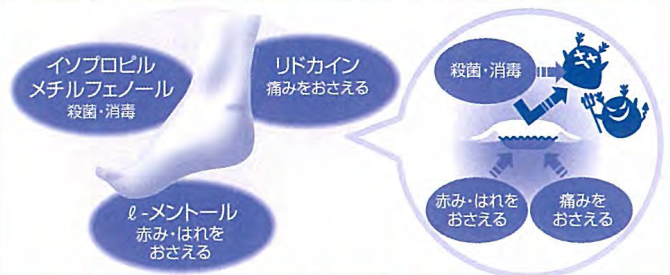 イソプロピル
メチルフェノール
殺菌・消毒
リドカイン
痛みをおさえる
ℓ-メントール
赤み・はれを
おさえる
殺菌・消毒
赤み・はれを
おさえる
痛みを
おさえる